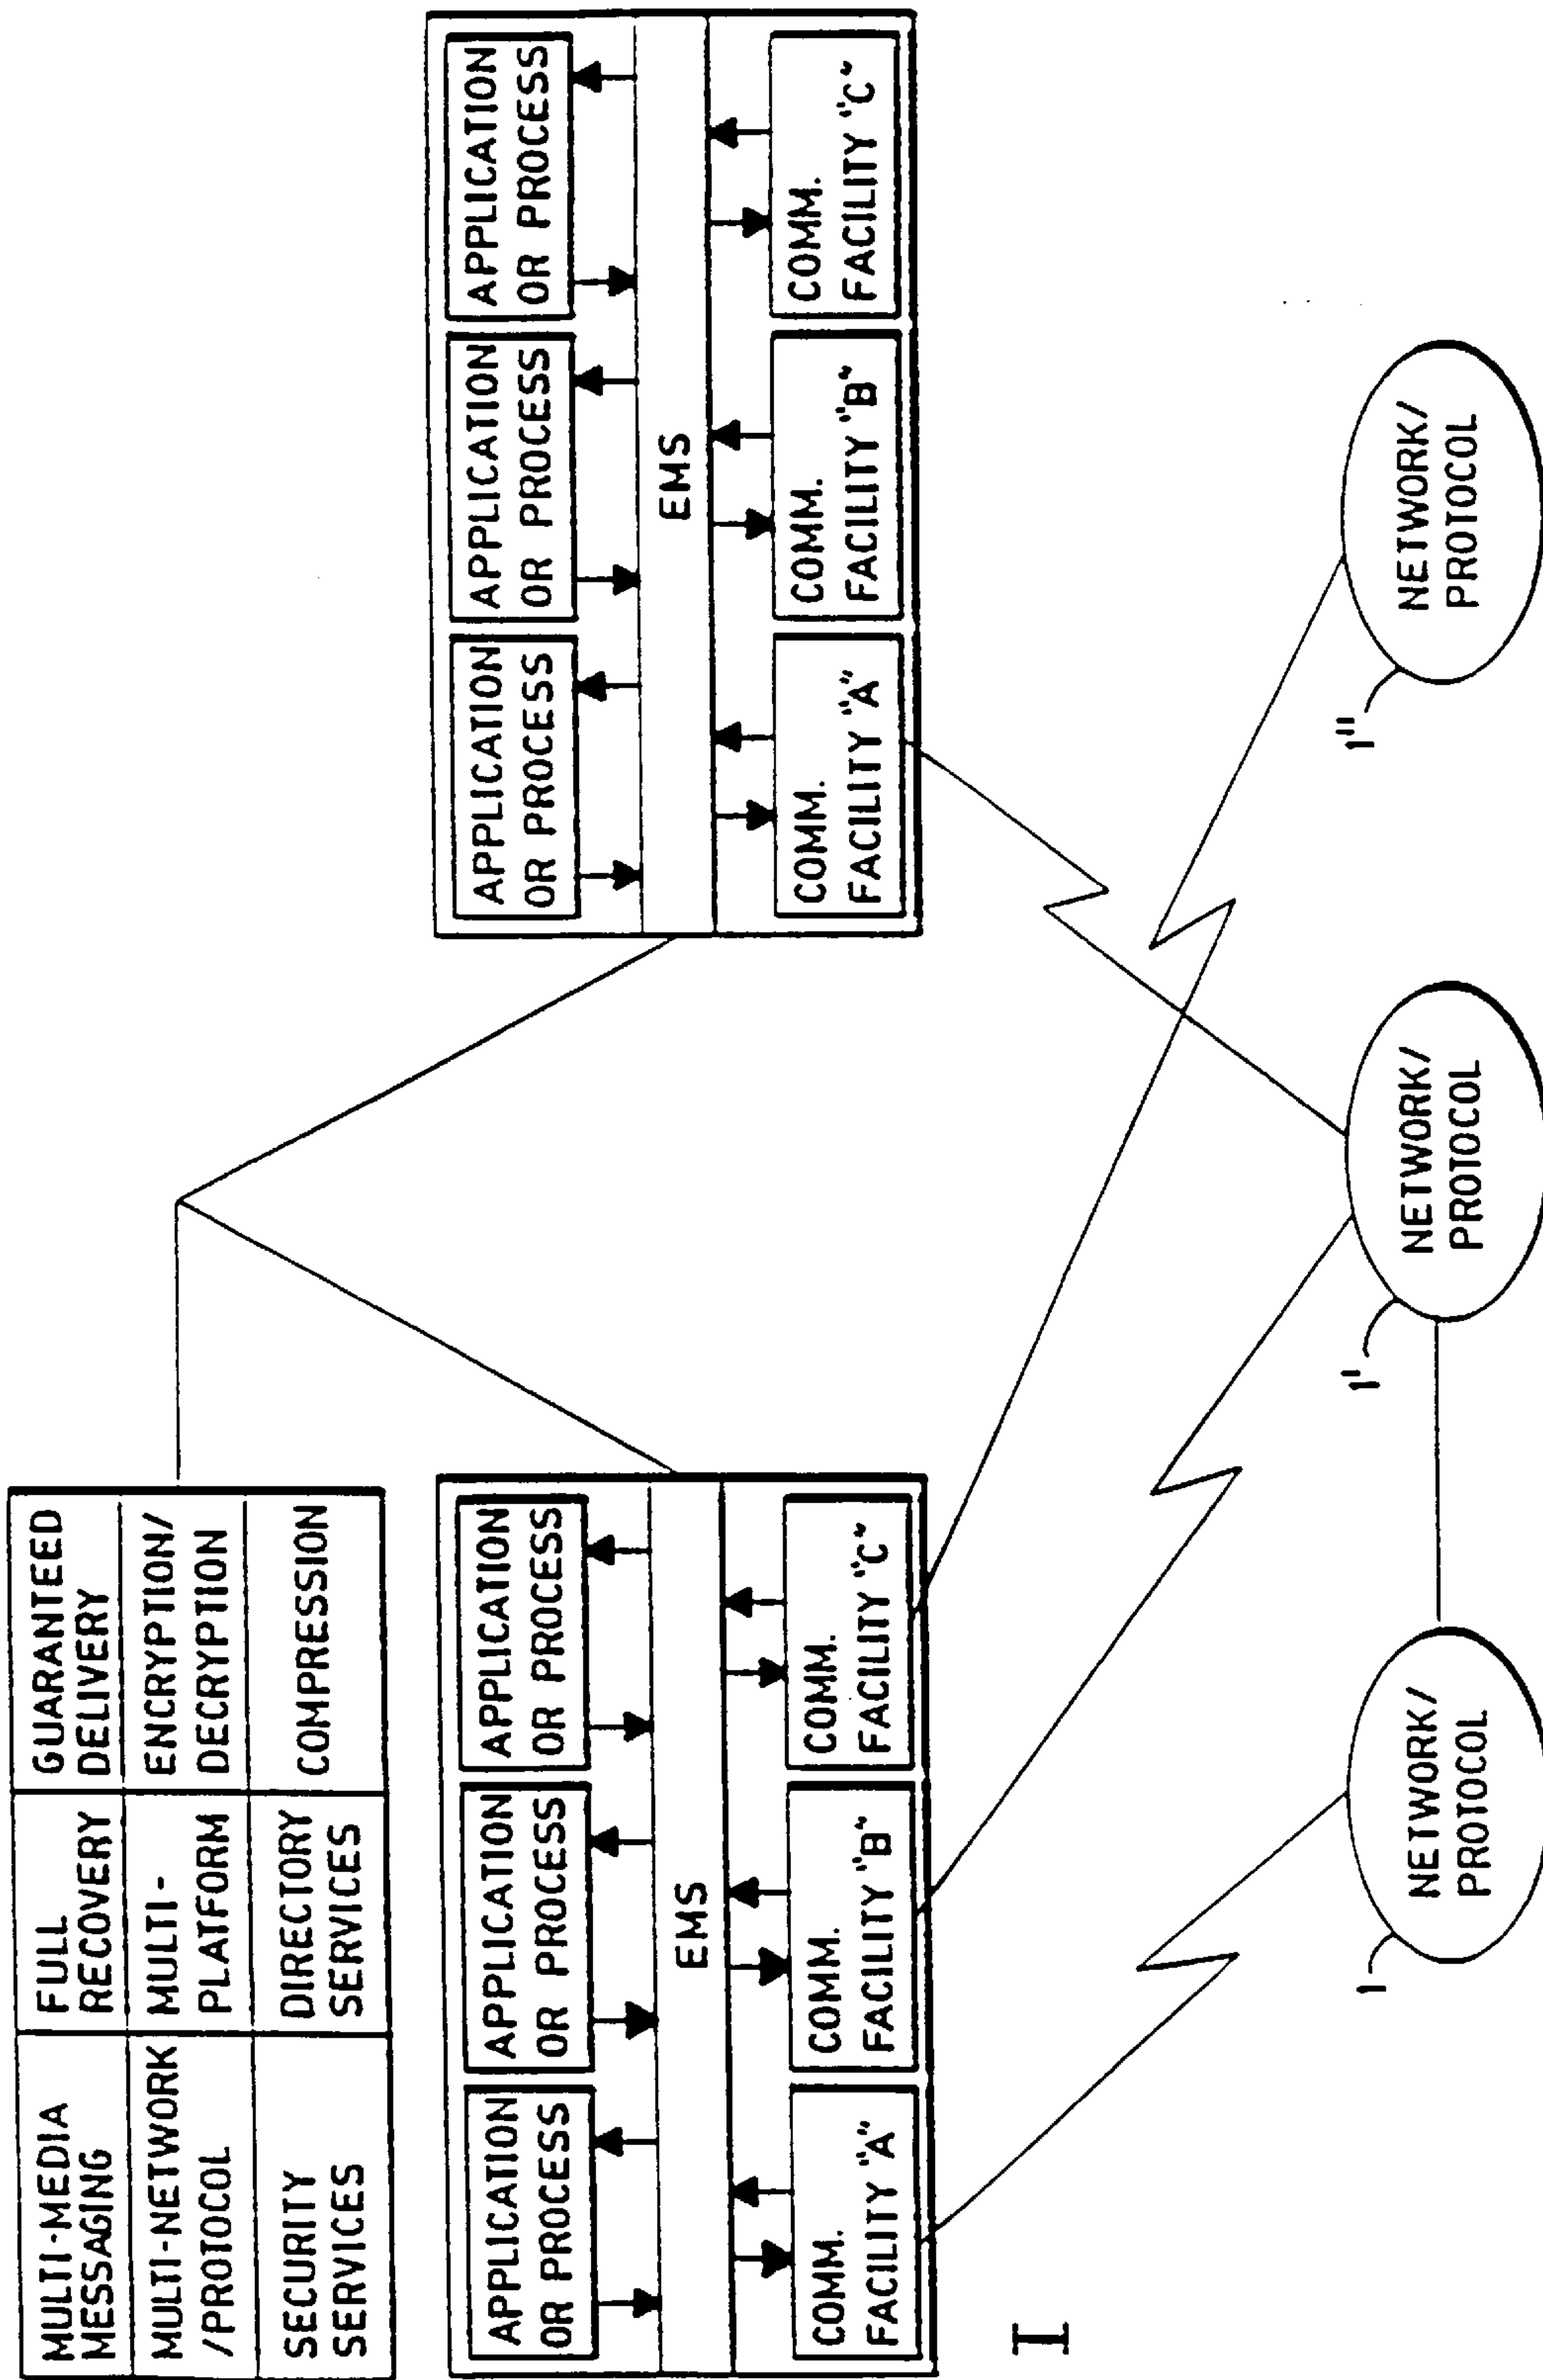 MULTI-MEDIA
MESSAGING
FULL
RECOVERY
GUARANTEED
DELIVERY
MULTI-NETWORK
/PROTOCOL
MULTI-
PLATFORM
ENCRYPTION/
DECRYPTION
SECURITY
SERVICES
DIRECTORY
SERVICES
COMPRESSION
APPLICATION
OR PROCESS
APPLICATION
OR PROCESS
APPLICATION
OR PROCESS
EMS
COMM.
FACILITY "A"
COMM.
FACILITY "B"
COMM.
FACILITY "C"
APPLICATION
OR PROCESS
APPLICATION
OR PROCESS
APPLICATION
OR PROCESS
EMS
COMM.
FACILITY "A"
COMM.
FACILITY "B"
COMM.
FACILITY "C"
I
1
NETWORK/
PROTOCOL
1'
NETWORK/
PROTOCOL
1"
NETWORK/
PROTOCOL